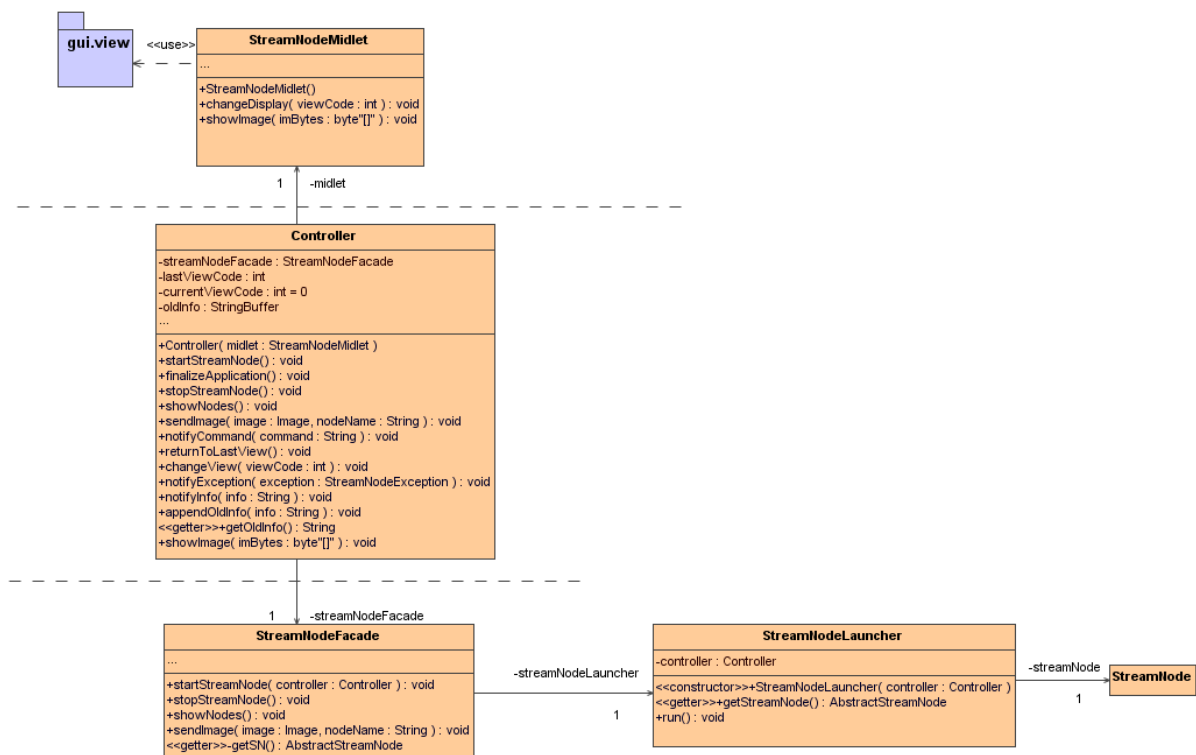 gui.view
<<use>>
StreamNodeMidlet
...
+StreamNodeMidlet()
+changeDisplay( viewCode : int ) : void
+showImage( imBytes : byte"[]" ) : void
1
-midlet
Controller
-streamNodeFacade : StreamNodeFacade
-lastViewCode : int
-currentViewCode : int = 0
-oldInfo : StringBuffer
...
+Controller( midlet : StreamNodeMidlet )
+startStreamNode() : void
+finalizeApplication() : void
+stopStreamNode() : void
+showNodes() : void
+sendImage( image : Image, nodeName : String ) : void
+notifyCommand( command : String ) : void
+returnToLastView() : void
+changeView( viewCode : int ) : void
+notifyException( exception : StreamNodeException ) : void
+notifyInfo( info : String ) : void
+appendOldInfo( info : String ) : void
<<getter>>+getOldInfo() : String
+showImage( imBytes : byte"[]" ) : void
1
-streamNodeFacade
StreamNodeFacade
...
+startStreamNode( controller : Controller ) : void
+stopStreamNode() : void
+showNodes() : void
+sendImage( image : Image, nodeName : String ) : void
<<getter>>-getSN() : AbstractStreamNode
-streamNodeLauncher
1
StreamNodeLauncher
-controller : Controller
<<constructor>>+StreamNodeLauncher( controller : Controller )
<<getter>>+getStreamNode() : AbstractStreamNode
+run() : void
-streamNode
1
StreamNode